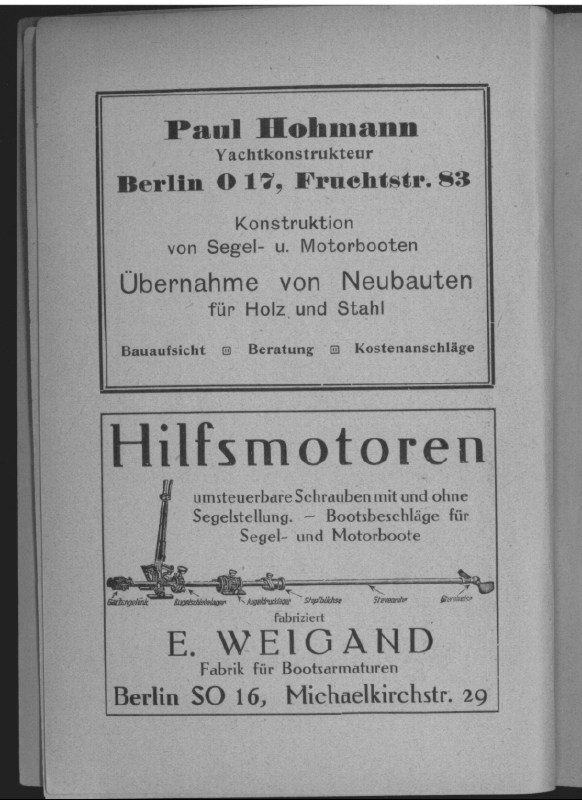 Paul Hohmann
Yachtkonstrukteur
Berlin O 17, Fruchtstr. 83
Konstruktion
von Segel- u. Motorbooten
Übernahme von Neubauten
für Holz und Stahl
Bauaufsicht Beratung Kostenanschläge
Hilfsmotoren
umsteuerbare Schrauben mit und ohne
Segelstellung. — Bootsbeschläge für
Segel- und Motorboote
Kugeldrucklager Stopfbüchse Stevenrohr
fabriziert
E. WEIGAND
Fabrik für Bootsarmaturen
Berlin SO 16, Michaelkirchstr. 29